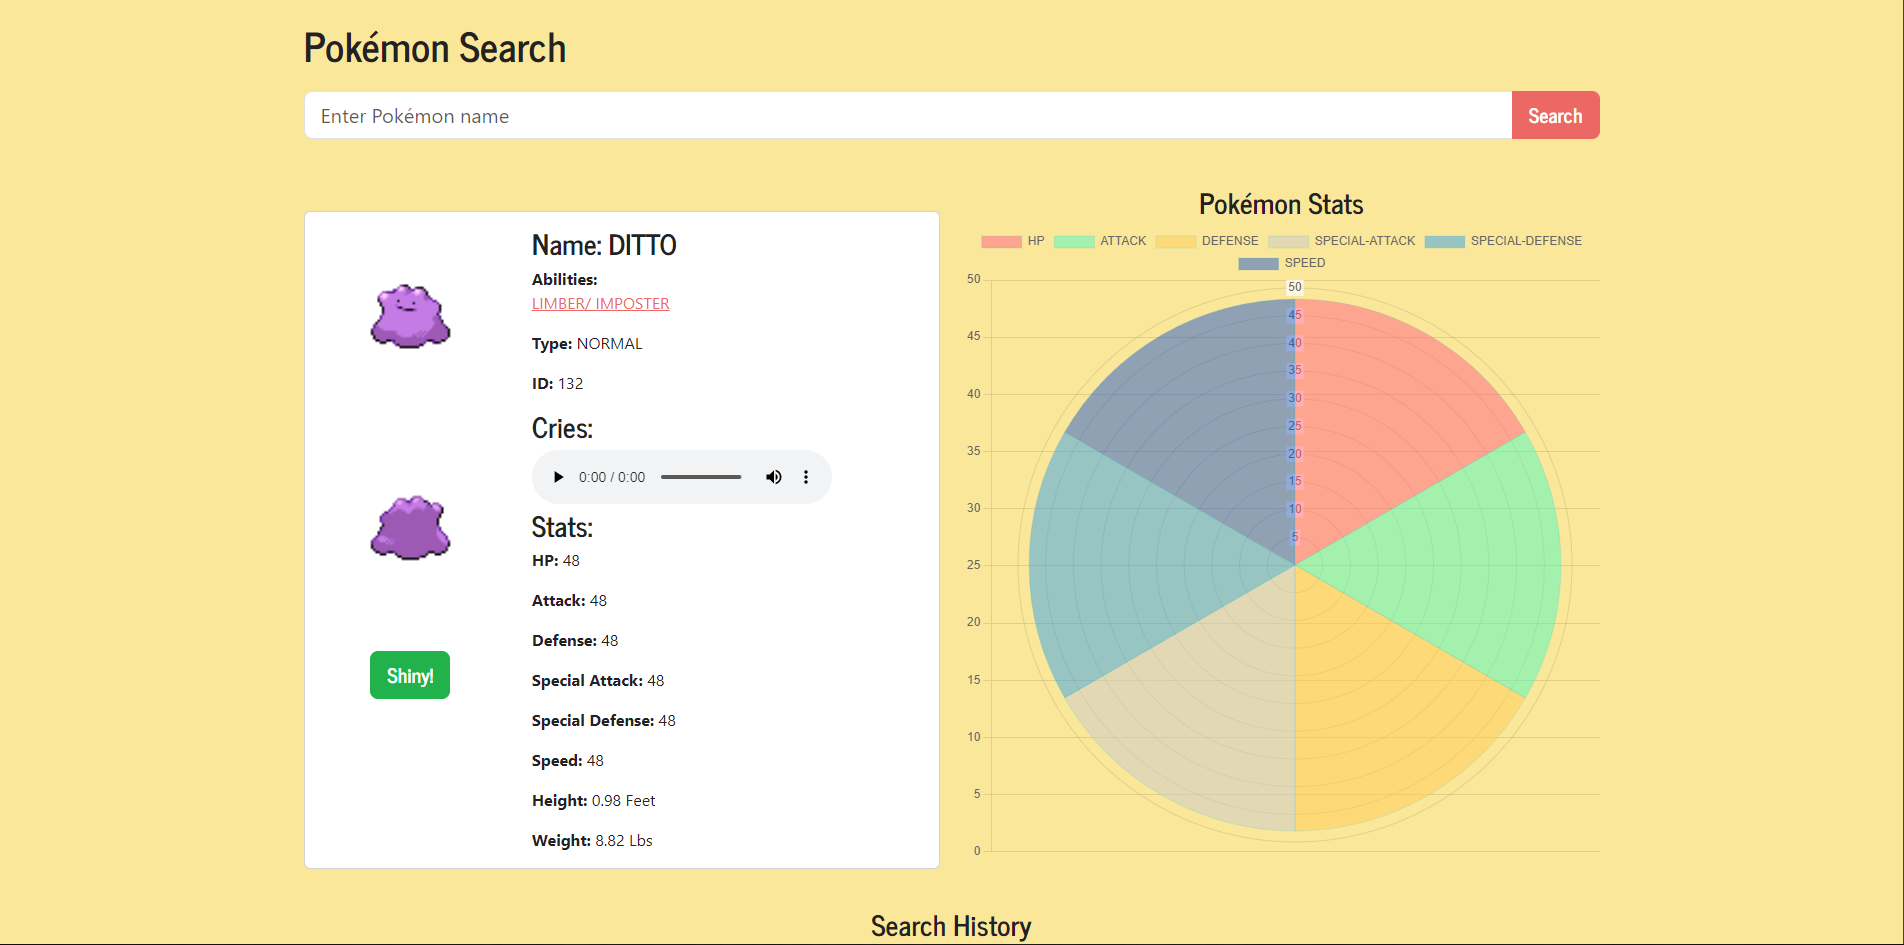 Pokémon Search
Enter Pokémon name
Search
Name: DITTO
Abilities:
LIMBER/ IMPOSTER
Type: NORMAL
ID: 132
Cries:
0:00 / 0:00
Stats:
HP: 48
Attack: 48
Defense: 48
Special Attack: 48
Special Defense: 48
Speed: 48
Height: 0.98 Feet
Weight: 8.82 Lbs
Shiny!
Pokémon Stats
HP ATTACK DEFENSE SPECIAL-ATTACK SPECIAL-DEFENSE
SPEED
50
45
40
35
30
25
20
15
10
5
0
50
45
40
35
30
25
20
15
10
5
Search History